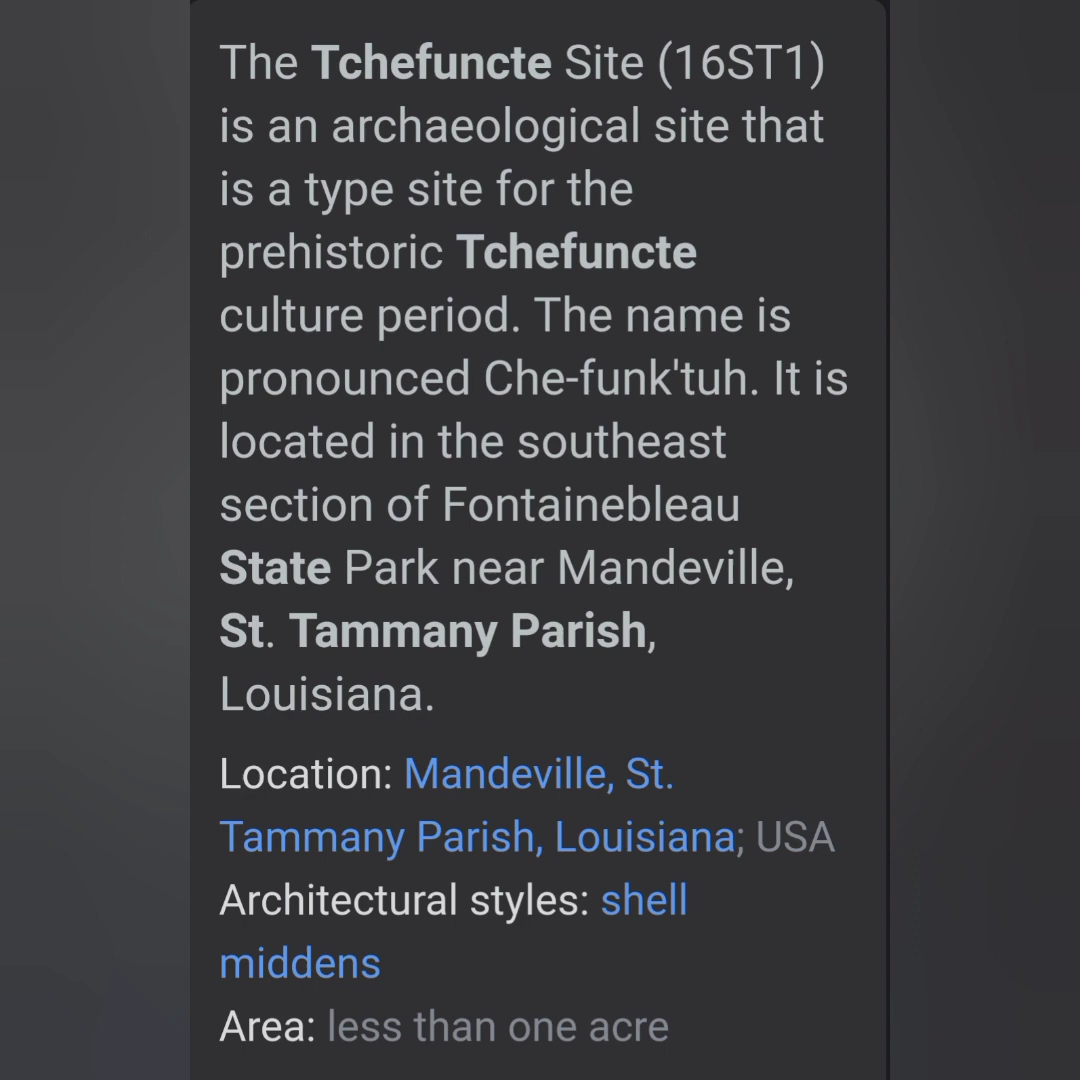 The Tchefuncte Site (16ST1)
is an archaeological site that
is a type site for the
prehistoric Tchefuncte
culture period. The name is
pronounced Che-funk'tuh. It is
located in the southeast
section of Fontainebleau
State Park near Mandeville,
St. Tammany Parish,
Louisiana.
Location: Mandeville, St.
Tammany Parish, Louisiana; USA
Architectural styles: shell
middens
Area: less than one acre